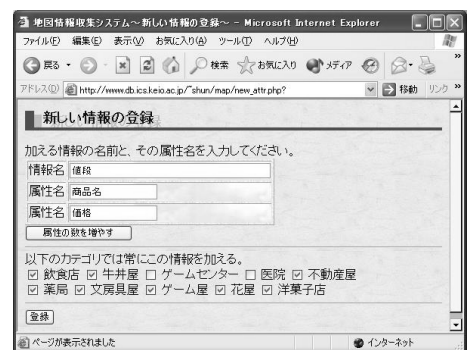 地図情報収集システム～新しい情報の登録～ - Microsoft Internet Explorer
ファイル(F) 編集(E) 表示(V) お気に入り(A) ツール(T) ヘルプ(H)
戻る 検索 お気に入り メディア
アドレス(D) http://www.db.ics.keio.ac.jp/~shun/map/new_attr.php? 移動 リンク
新しい情報の登録
加える情報の名前と、その属性名を入力してください。
情報名 値段
属性名 商品名
属性名 価格
属性の数を増やす
以下のカテゴリでは常にこの情報を加える。
☑ 飲食店 ☑ 牛丼屋 □ ゲームセンター □ 医院 ☑ 不動産屋
☑ 薬局 ☑ 文房具屋 ☑ ゲーム屋 ☑ 花屋 ☑ 洋菓子店
登録
ページが表示されました インターネット